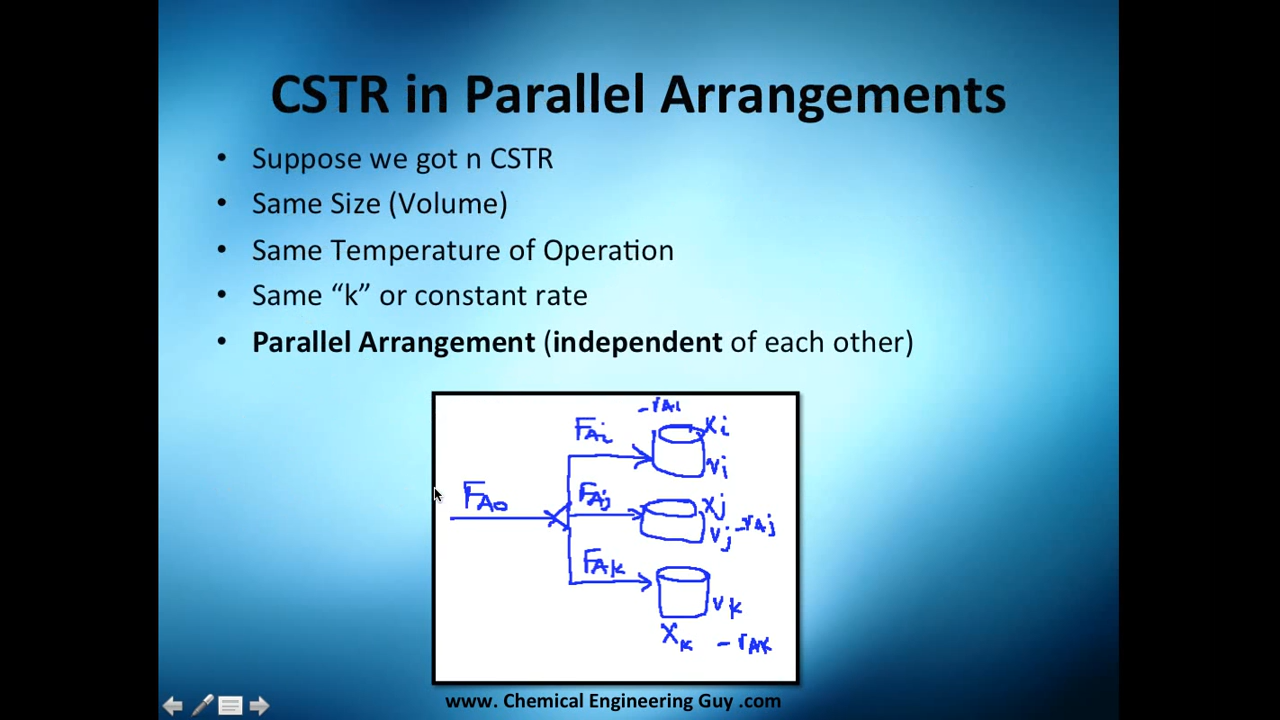 CSTR in Parallel Arrangements
• Suppose we got n CSTR
• Same Size (Volume)
• Same Temperature of Operation
• Same “k” or constant rate
• Parallel Arrangement (independent of each other)
-rAi
FAi Xi
Vi
FA0 FAj Xj
Vj -rAj
FAk
Vk
Xk -rAk
www. Chemical Engineering Guy .com